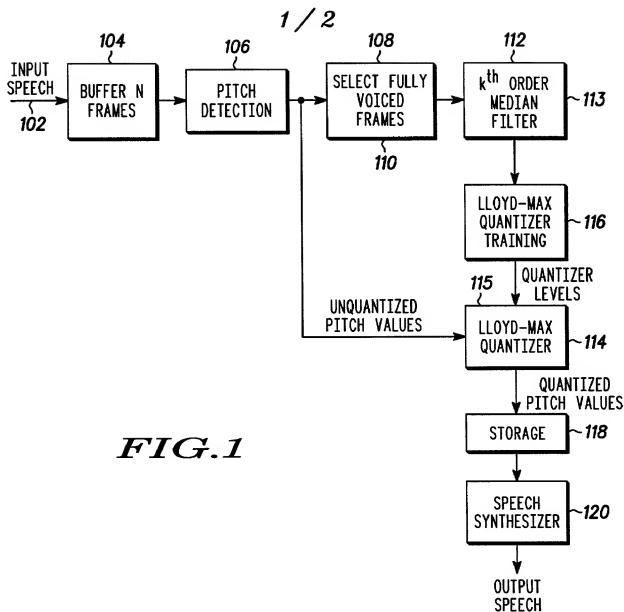 1 / 2
104
106
108
112
INPUT
SPEECH
102
BUFFER N
FRAMES
PITCH
DETECTION
SELECT FULLY
VOICED
FRAMES
110
kth ORDER
MEDIAN
FILTER
113
LLOYD-MAX
QUANTIZER
TRAINING
116
QUANTIZER
LEVELS
115
UNQUANTIZED
PITCH VALUES
LLOYD-MAX
QUANTIZER
114
QUANTIZED
PITCH VALUES
STORAGE
118
FIG.1
SPEECH
SYNTHESIZER
120
OUTPUT
SPEECH